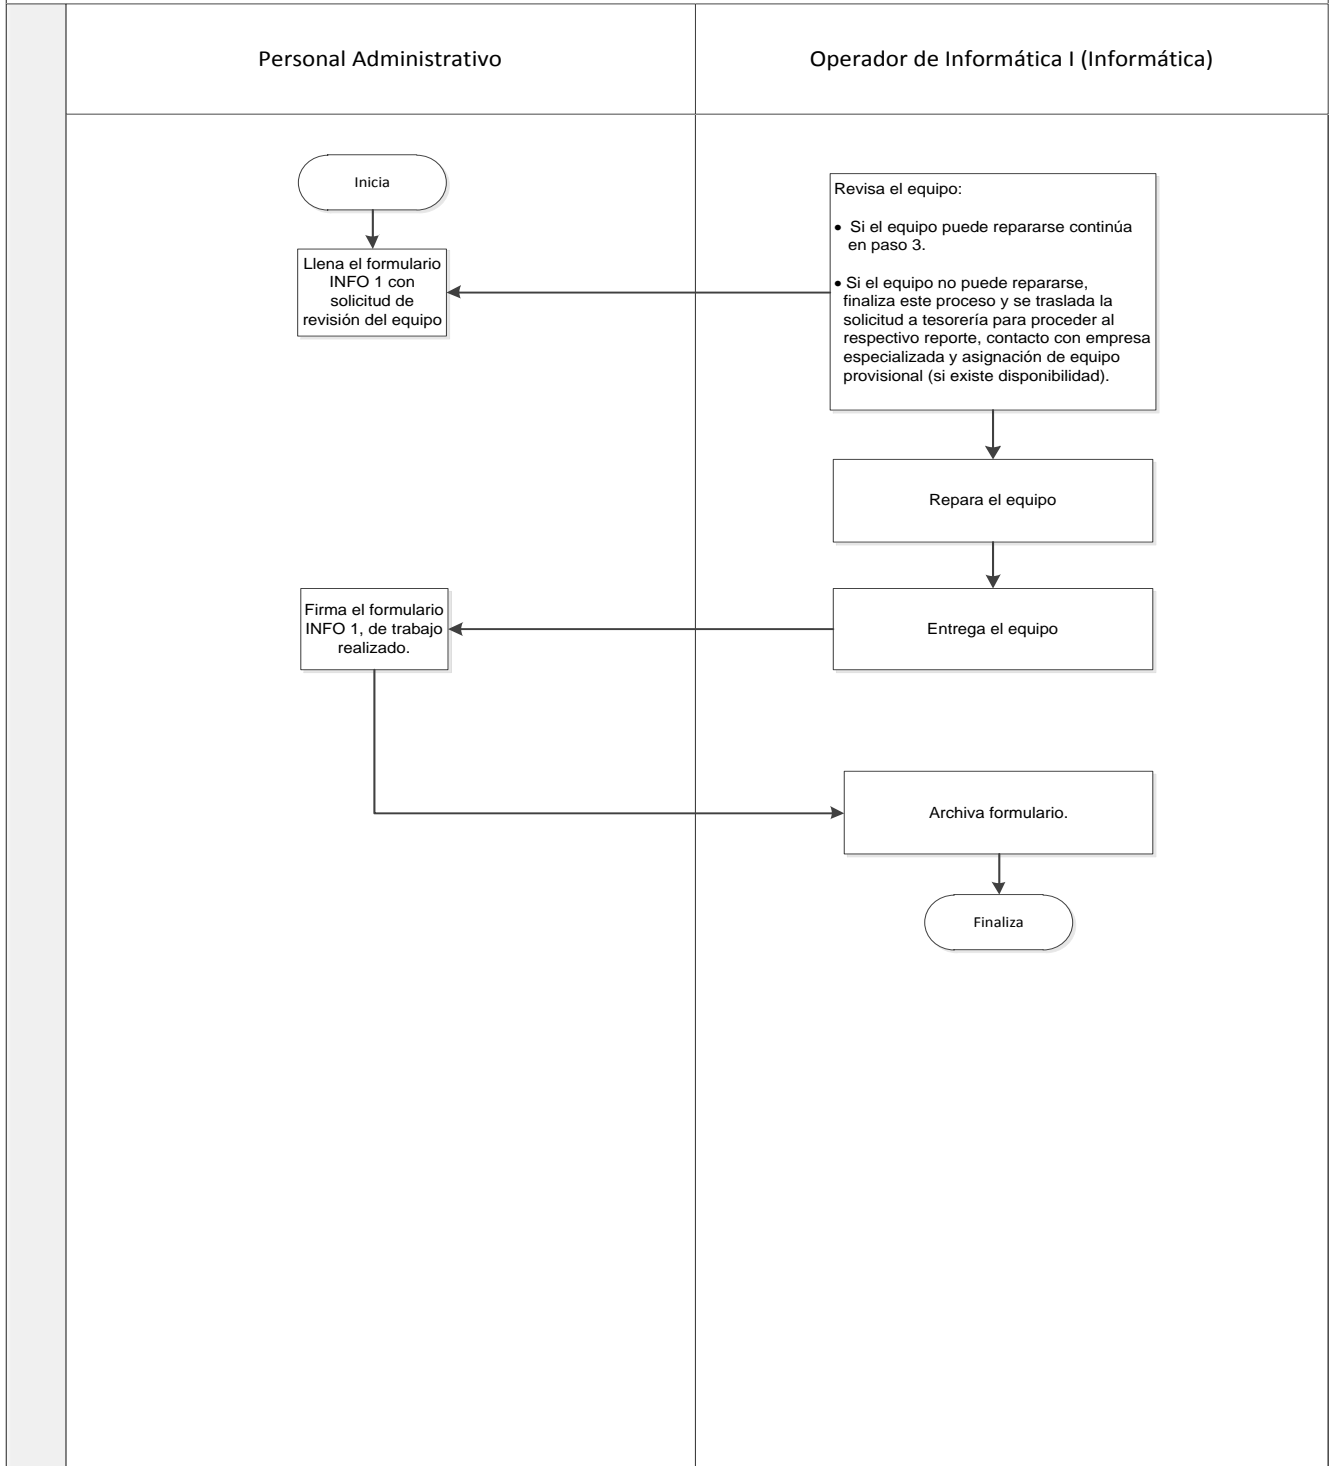 Personal Administrativo
Operador de Informática I (Informática)
Inicia
Llena el formulario
INFO 1 con
solicitud de
revisión del equipo
Revisa el equipo:
• Si el equipo puede repararse continúa
en paso 3.
• Si el equipo no puede repararse,
finaliza este proceso y se traslada la
solicitud a tesorería para proceder al
respectivo reporte, contacto con empresa
especializada y asignación de equipo
provisional (si existe disponibilidad).
Repara el equipo
Firma el formulario
INFO 1, de trabajo
realizado.
Entrega el equipo
Archiva formulario.
Finaliza